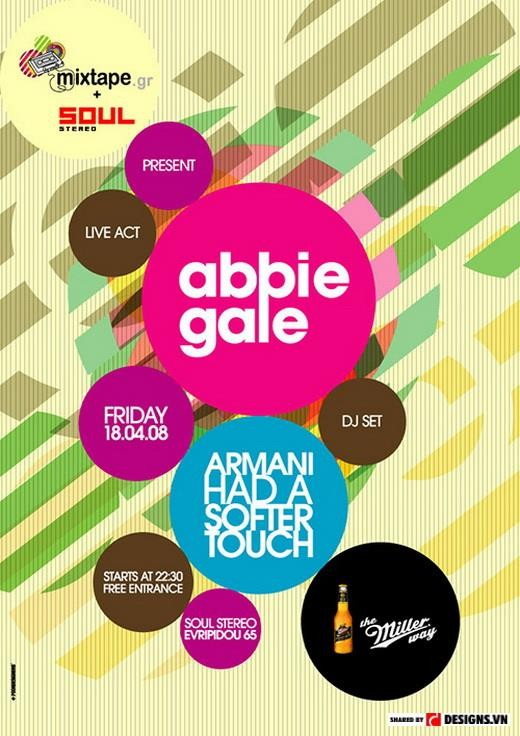 mixtape.gr
+
SOUL
STEREO
PRESENT
LIVE ACT
abbie
gale
FRIDAY
18.04.08
DJ SET
ARMANI
HAD A
SOFTER
TOUCH
STARTS AT 22:30
FREE ENTRANCE
SOUL STEREO
EVRIPIDOU 65
the
Miller
way
SHARED BY DESIGNS.VN